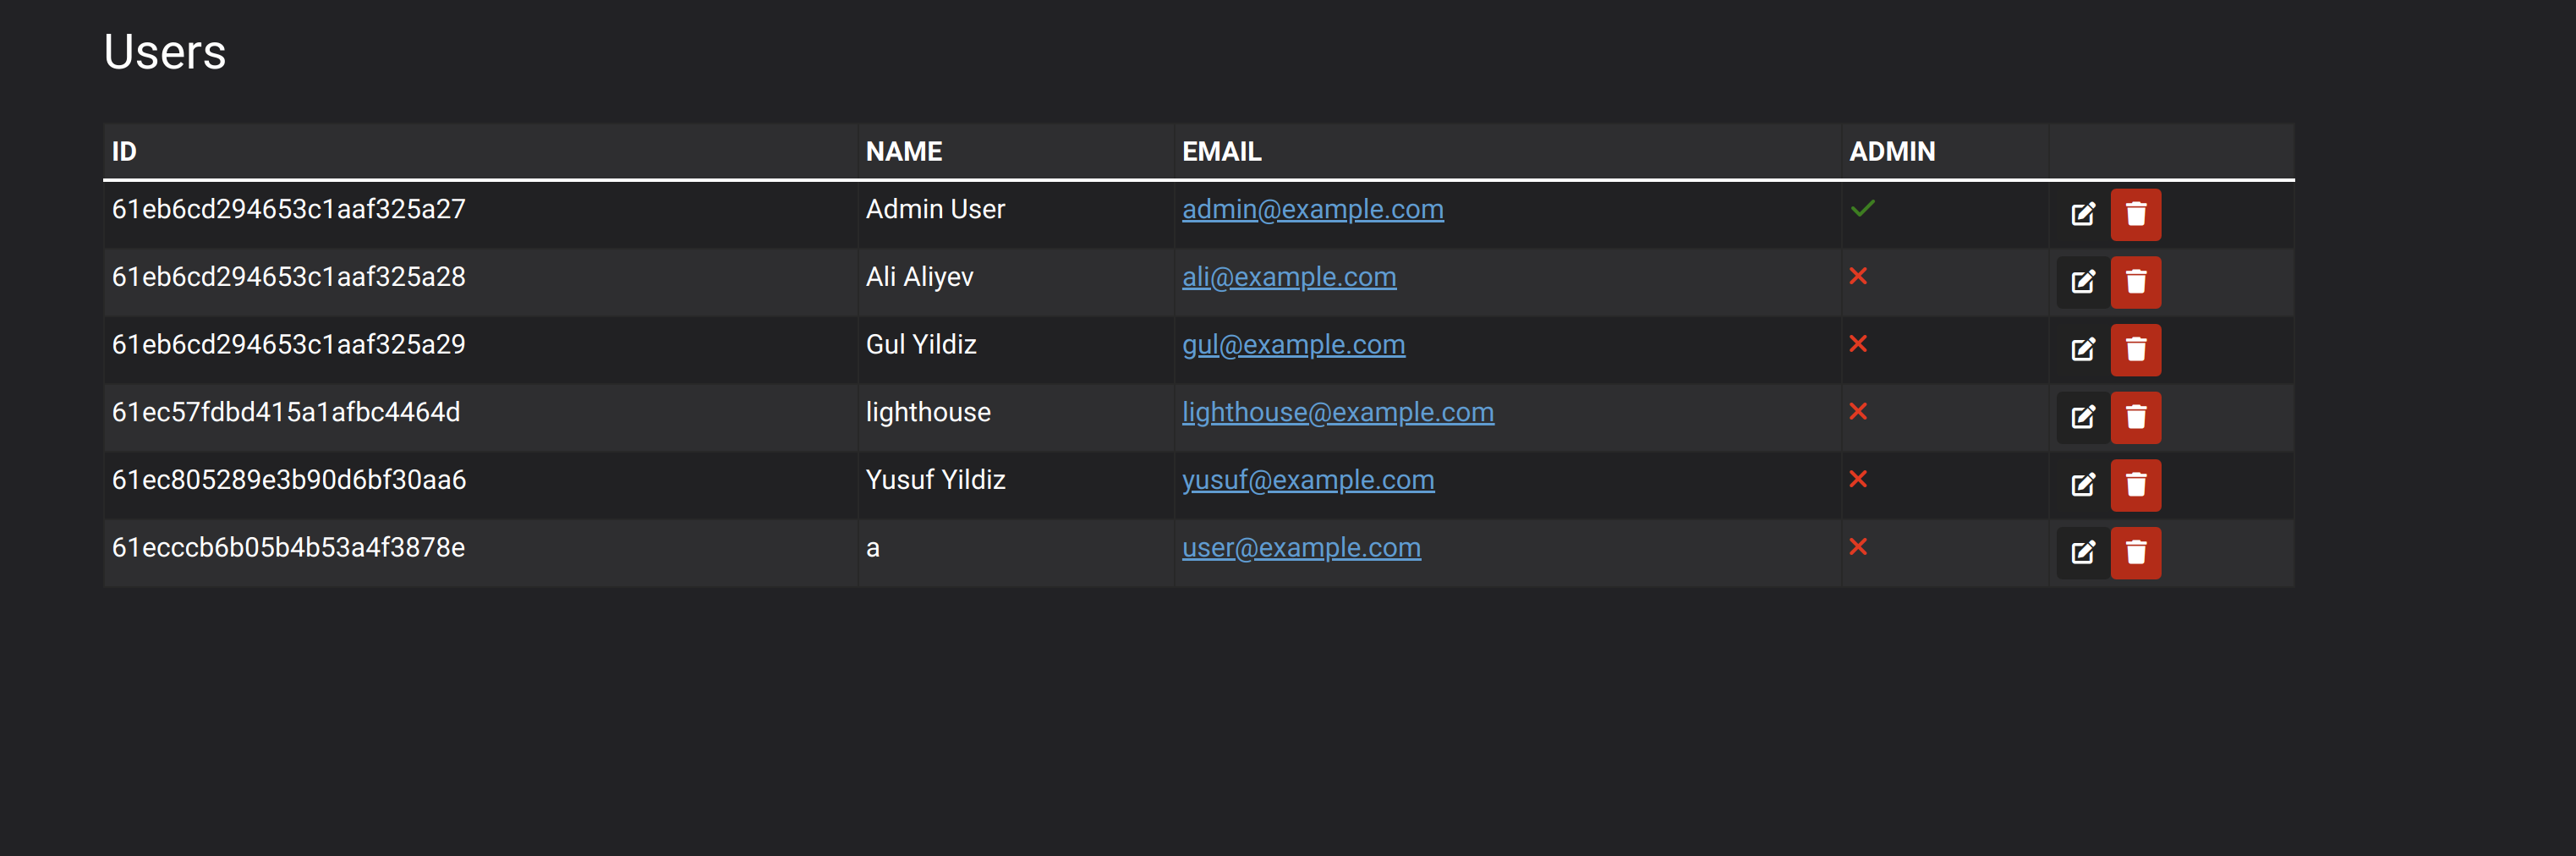 Users
ID NAME EMAIL ADMIN
61eb6cd294653c1aaf325a27 Admin User admin@example.com
61eb6cd294653c1aaf325a28 Ali Aliyev ali@example.com
61eb6cd294653c1aaf325a29 Gul Yildiz gul@example.com
61ec57fdbd415a1afbc4464d lighthouse lighthouse@example.com
61ec805289e3b90d6bf30aa6 Yusuf Yildiz yusuf@example.com
61ecccb6b05b4b53a4f3878e a user@example.com